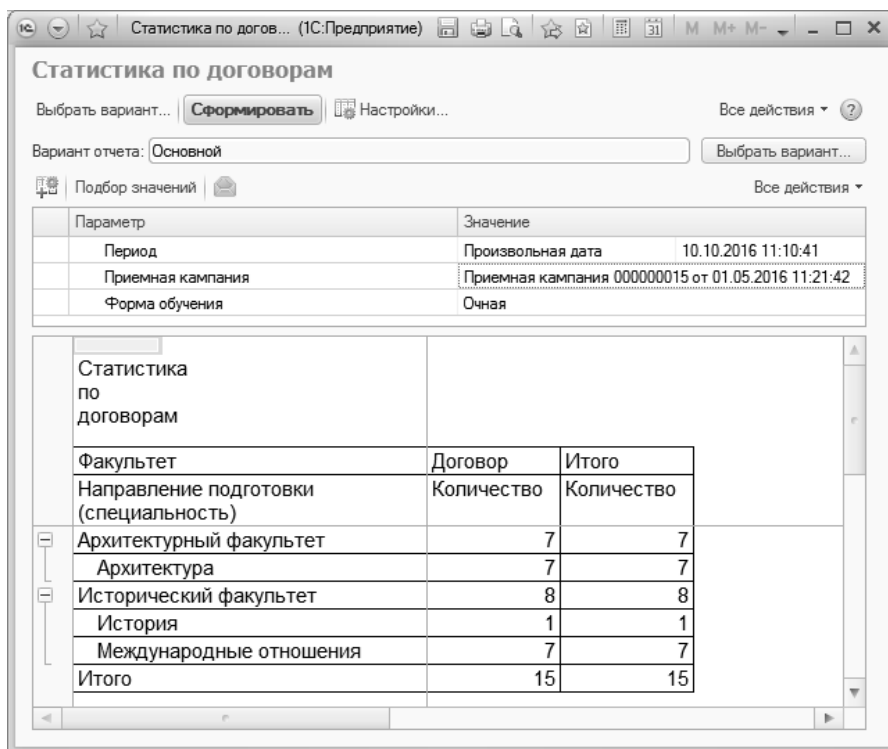 1С Статистика по догов... (1С:Предприятие) 31 M M+ M-
Статистика по договорам
Выбрать вариант... Сформировать Настройки... Все действия ?
Вариант отчета: Основной Выбрать вариант...
Подбор значений Все действия
Параметр Значение
Период Произвольная дата 10.10.2016 11:10:41
Приемная кампания Приемная кампания 000000015 от 01.05.2016 11:21:42
Форма обучения Очная
Статистика
по
договорам
Факультет Договор Итого
Направление подготовки Количество Количество
(специальность)
Архитектурный факультет 7 7
Архитектура 7 7
Исторический факультет 8 8
История 1 1
Международные отношения 7 7
Итого 15 15